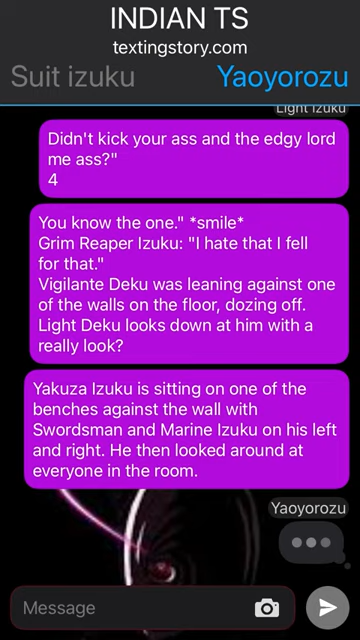 INDIAN TS
textingstory.com
Suit izuku Yaoyorozu
Light Izuku
Didn't kick your ass and the edgy lord
me ass?"
4
You know the one." *smile*
Grim Reaper Izuku: "I hate that I fell
for that."
Vigilante Deku was leaning against one
of the walls on the floor, dozing off.
Light Deku looks down at him with a
really look?
Yakuza Izuku is sitting on one of the
benches against the wall with
Swordsman and Marine Izuku on his left
and right. He then looked around at
everyone in the room.
Yaoyorozu
Message